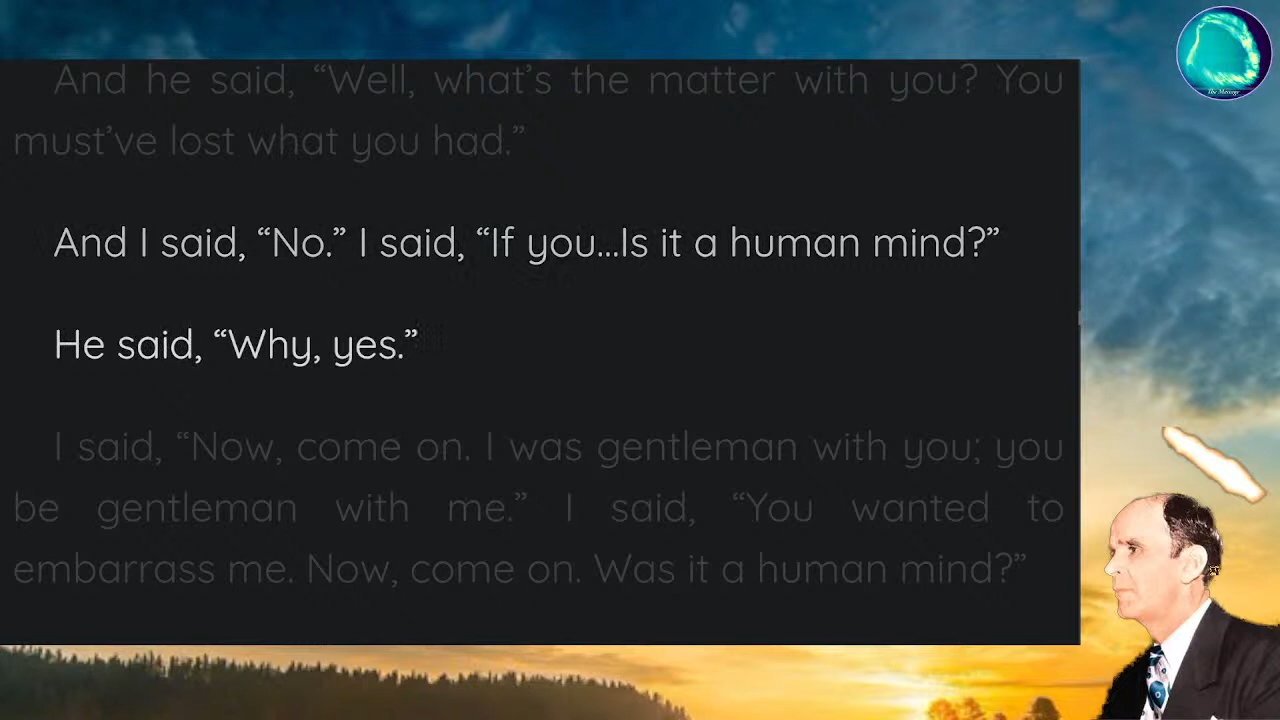 And he said, “Well, what’s the matter with you? You
must’ve lost what you had.”
And I said, “No.” I said, “If you...Is it a human mind?”
He said, “Why, yes.”
I said, “Now, come on. I was gentleman with you; you
be gentleman with me.” I said, “You wanted to
embarrass me. Now, come on. Was it a human mind?”
The Message